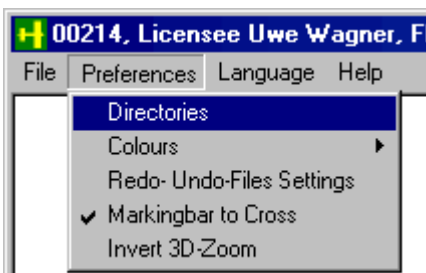 00214, Licensee Uwe Wagner, F
File Preferences Language Help
Directories
Colours
Redo- Undo-Files Settings
Markingbar to Cross
Invert 3D-Zoom